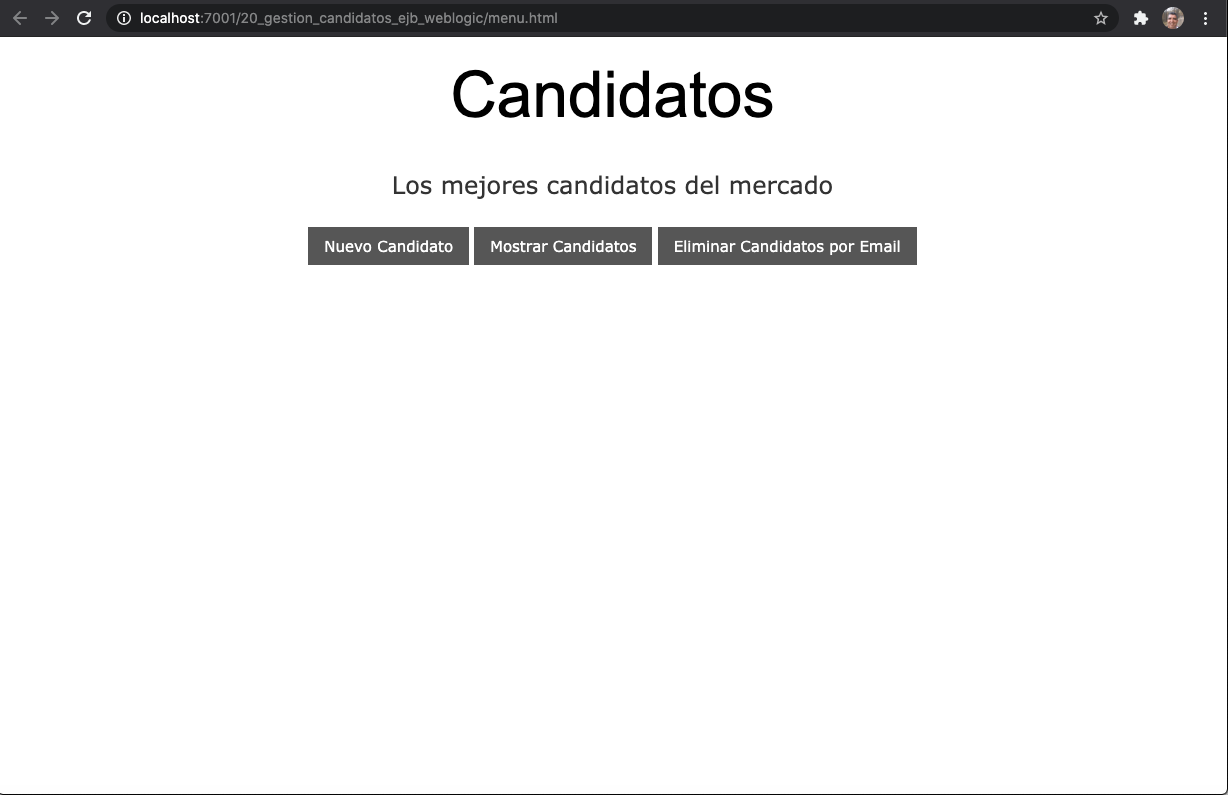 localhost:7001/20_gestion_candidatos_ejb_weblogic/menu.html
Candidatos
Los mejores candidatos del mercado
Nuevo Candidato Mostrar Candidatos Eliminar Candidatos por Email